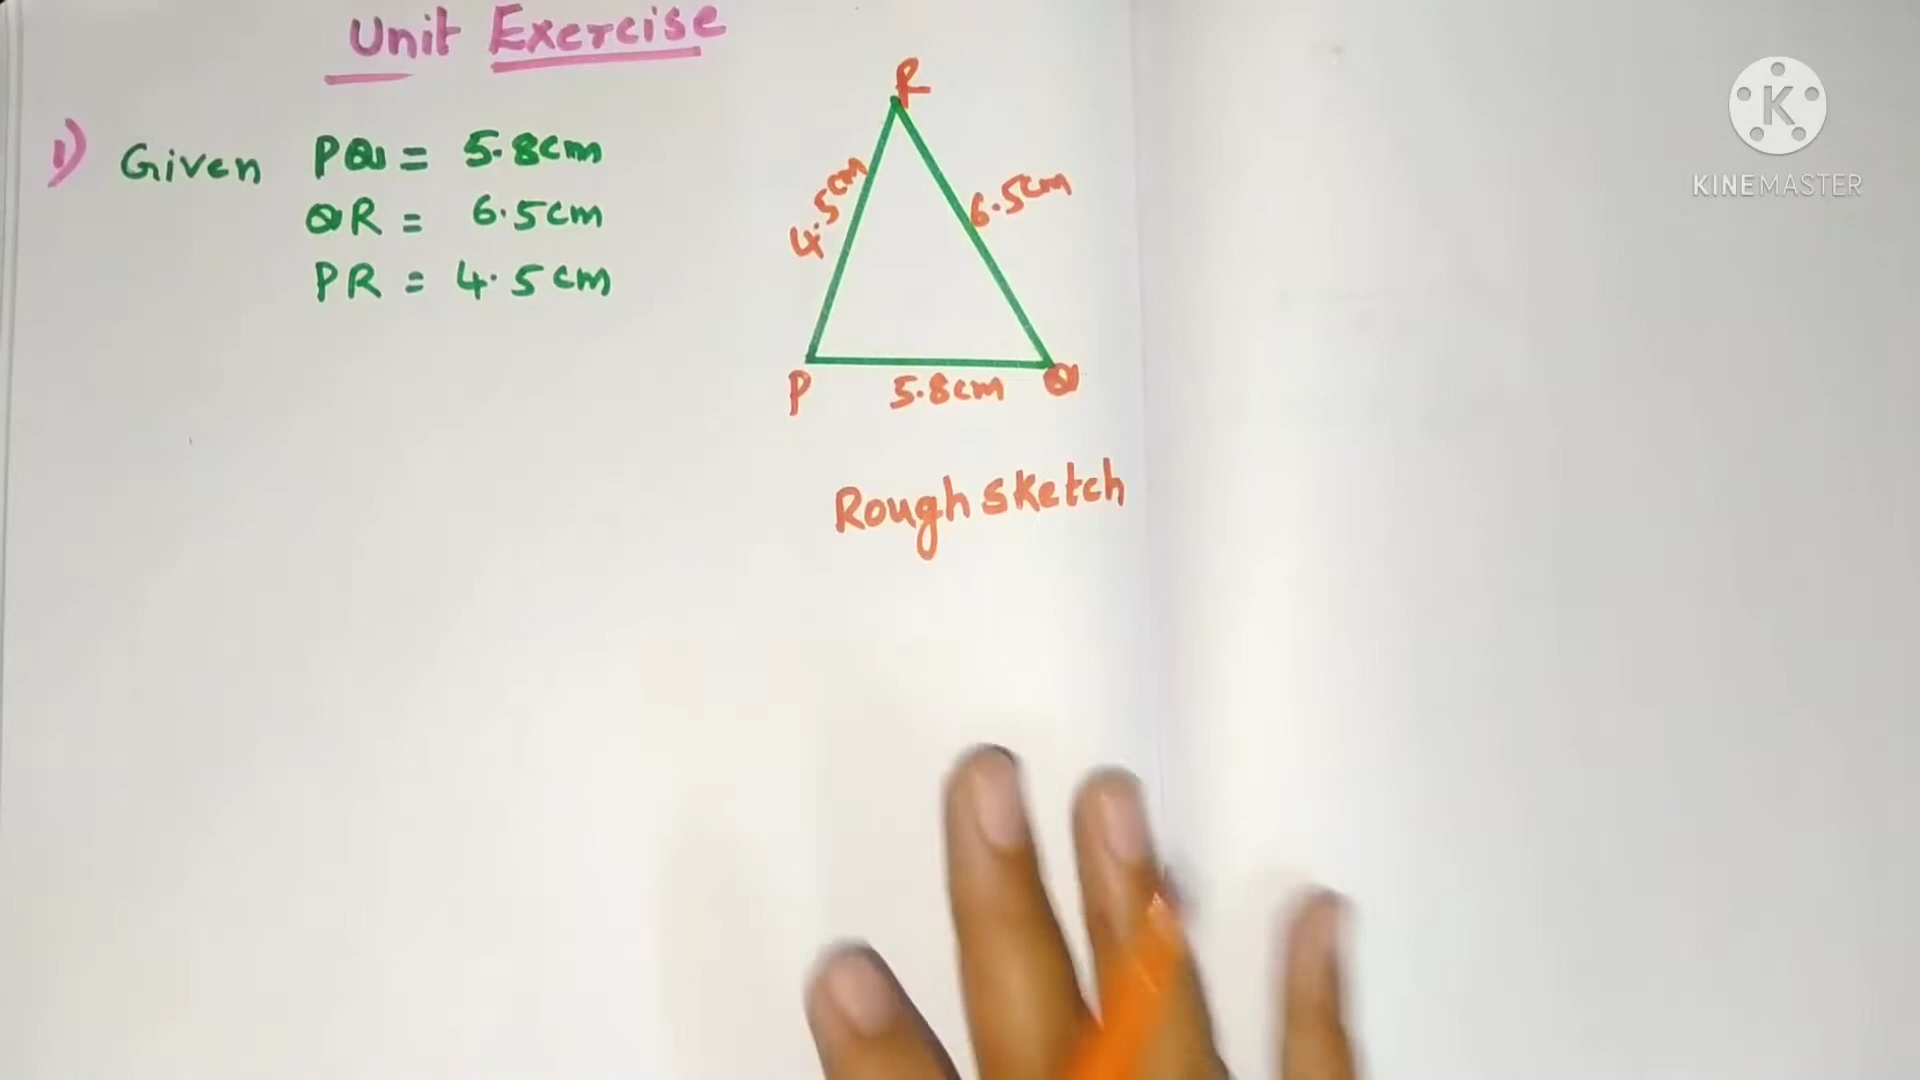 Unit Exercise
1) Given PQ = 5.8cm
QR = 6.5cm
PR = 4.5cm
R
4.5cm
6.5cm
P
5.8cm
Q
Rough sketch
K
KINEMASTER